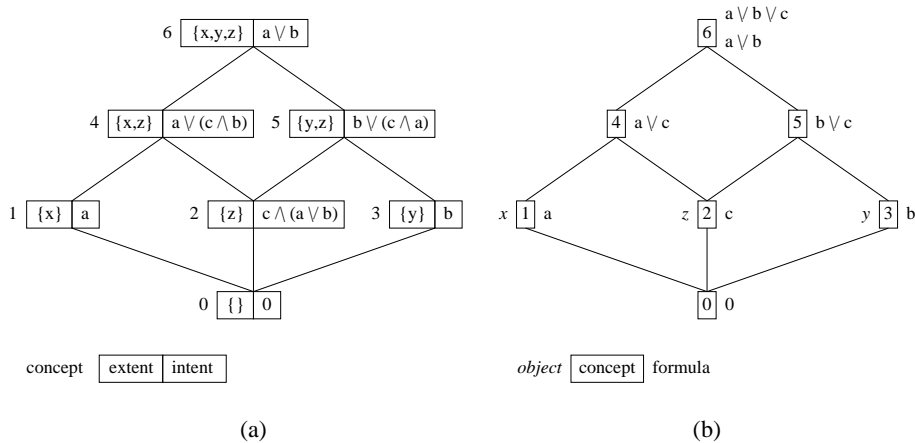 6 {x,y,z} a \/ b
4 {x,z} a \/ (c /\ b)
5 {y,z} b \/ (c /\ a)
1 {x} a
2 {z} c /\ (a \/ b)
3 {y} b
0 {} 0
concept extent intent
(a)
a \/ b \/ c
6
a \/ b
4 a \/ c
5 b \/ c
x 1 a
z 2 c
y 3 b
0 0
object concept formula
(b)